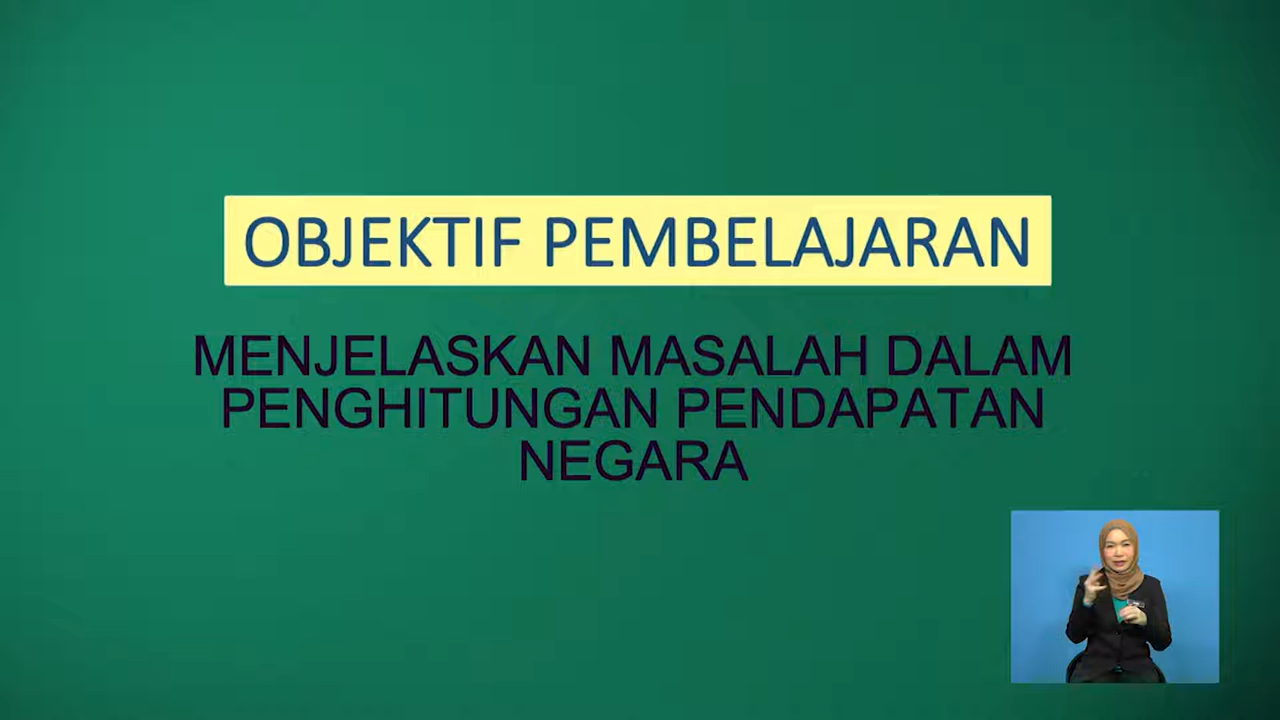 OBJEKTIF PEMBELAJARAN
MENJELASKAN MASALAH DALAM
PENGHITUNGAN PENDAPATAN
NEGARA